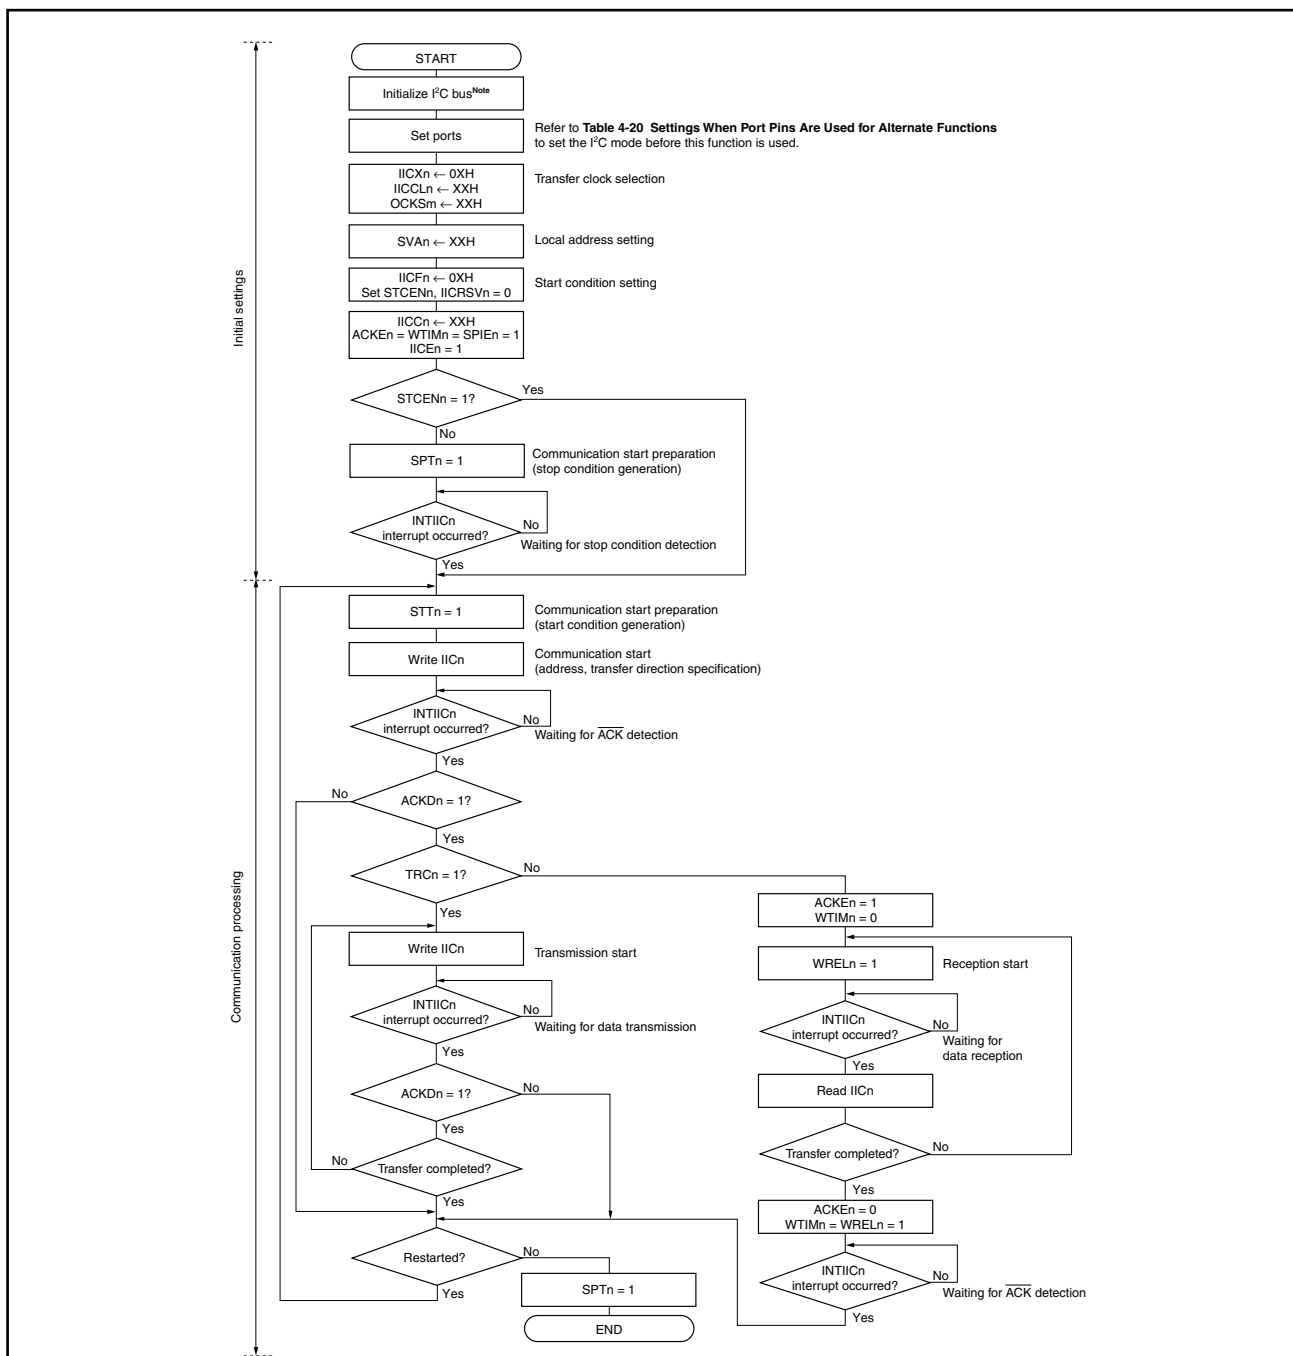 START
Initialize I²C bus^Note
Set ports
Refer to Table 4-20 Settings When Port Pins Are Used for Alternate Functions
to set the I²C mode before this function is used.
IICXn ← 0XH
IICCLn ← XXH
OCKSm ← XXH
Transfer clock selection
SVAn ← XXH
Local address setting
IICFn ← 0XH
Set STCENn, IICRSVn = 0
Start condition setting
IICCn ← XXH
ACKEn = WTIMn = SPIEn = 1
IICEn = 1
Initial settings
STCENn = 1?
Yes
No
SPTn = 1
Communication start preparation
(stop condition generation)
INTIICn
interrupt occurred?
No
Waiting for stop condition detection
Yes
STTn = 1
Communication start preparation
(start condition generation)
Write IICn
Communication start
(address, transfer direction specification)
INTIICn
interrupt occurred?
No
Waiting for A̅C̅K̅ detection
Yes
No
ACKDn = 1?
Yes
TRCn = 1?
No
Yes
Communication processing
Write IICn
Transmission start
INTIICn
interrupt occurred?
No
Waiting for data transmission
Yes
ACKDn = 1?
No
Yes
No
Transfer completed?
Yes
Restarted?
No
Yes
SPTn = 1
END
ACKEn = 1
WTIMn = 0
WRELn = 1
Reception start
INTIICn
interrupt occurred?
No
Waiting for
data reception
Yes
Read IICn
Transfer completed?
No
Yes
ACKEn = 0
WTIMn = WRELn = 1
INTIICn
interrupt occurred?
No
Waiting for A̅C̅K̅ detection
Yes